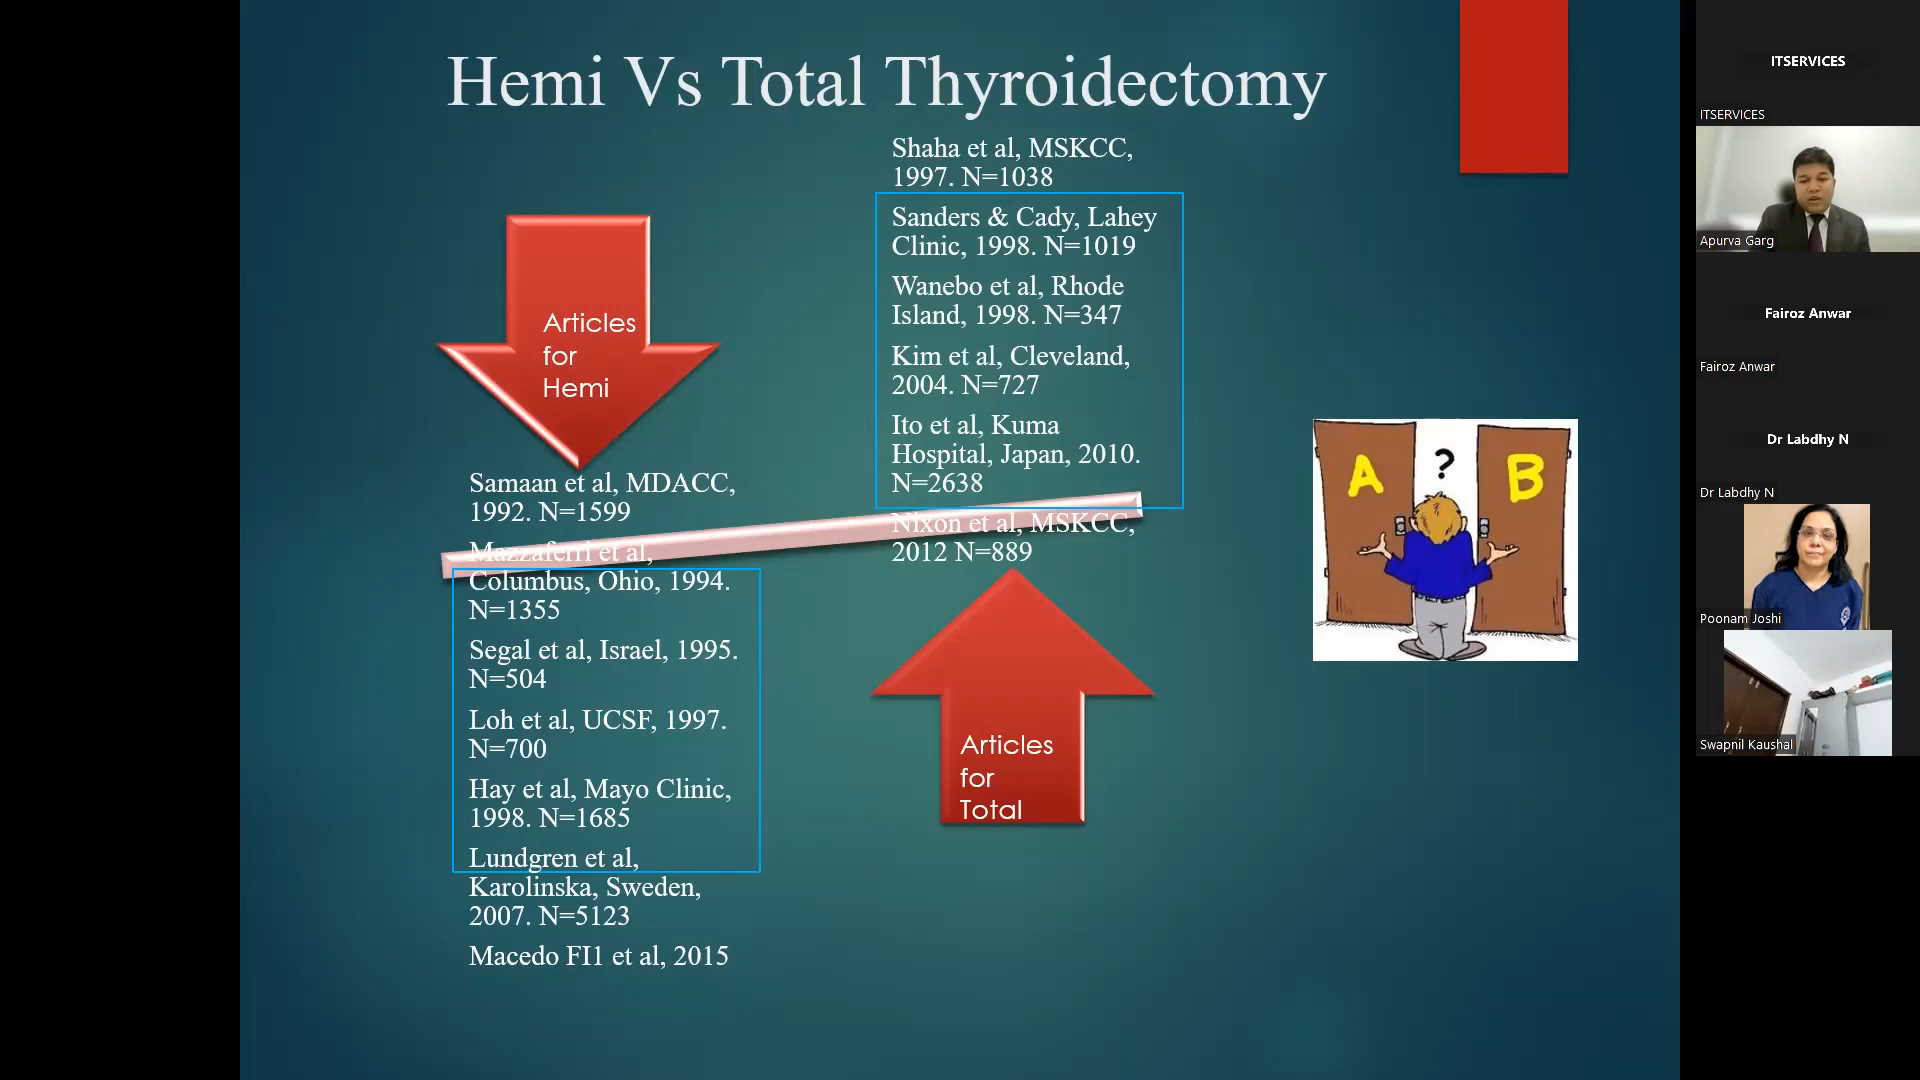 Hemi Vs Total Thyroidectomy
Articles
for
Hemi
Samaan et al, MDACC,
1992. N=1599
Mazzaferri et al,
Columbus, Ohio, 1994.
N=1355
Segal et al, Israel, 1995.
N=504
Loh et al, UCSF, 1997.
N=700
Hay et al, Mayo Clinic,
1998. N=1685
Lundgren et al,
Karolinska, Sweden,
2007. N=5123
Macedo FI1 et al, 2015
Shaha et al, MSKCC,
1997. N=1038
Sanders & Cady, Lahey
Clinic, 1998. N=1019
Wanebo et al, Rhode
Island, 1998. N=347
Kim et al, Cleveland,
2004. N=727
Ito et al, Kuma
Hospital, Japan, 2010.
N=2638
Nixon et al, MSKCC,
2012 N=889
Articles
for
Total
A ? B
ITSERVICES
ITSERVICES
Apurva Garg
Fairoz Anwar
Fairoz Anwar
Dr Labdhy N
Dr Labdhy N
Poonam Joshi
Swapnil Kaushal